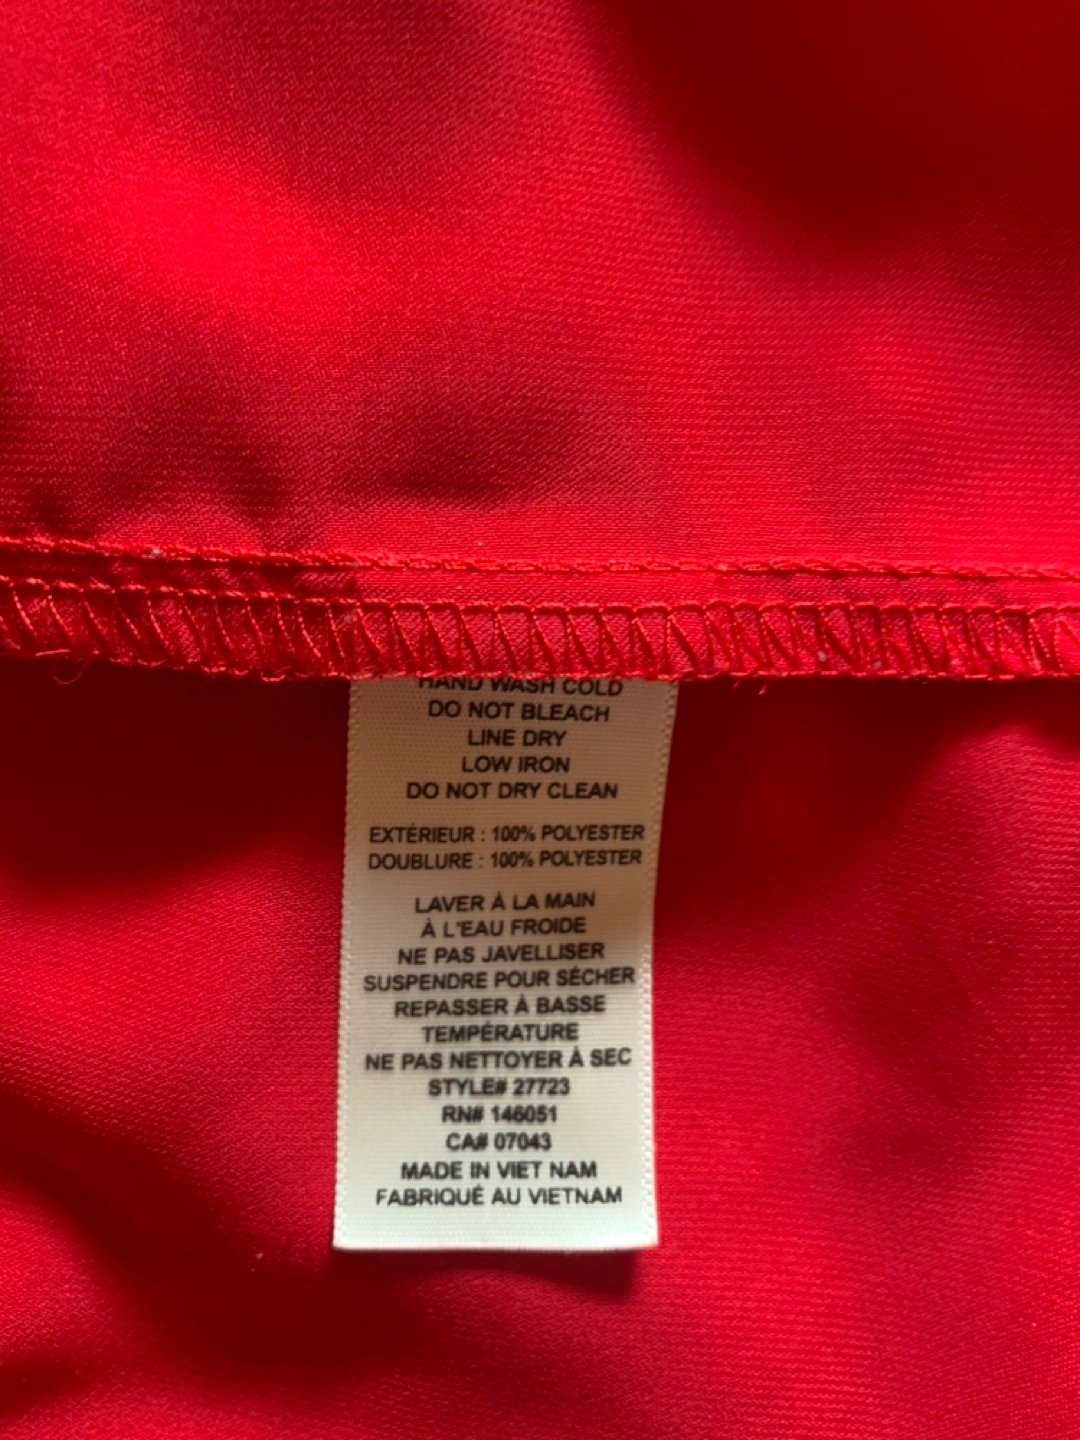 HAND WASH COLD
DO NOT BLEACH
LINE DRY
LOW IRON
DO NOT DRY CLEAN
EXTÉRIEUR : 100% POLYESTER
DOUBLURE : 100% POLYESTER
LAVER À LA MAIN
À L'EAU FROIDE
NE PAS JAVELLISER
SUSPENDRE POUR SÉCHER
REPASSER À BASSE
TEMPÉRATURE
NE PAS NETTOYER À SEC
STYLE# 27723
RN# 146051
CA# 07043
MADE IN VIET NAM
FABRIQUÉ AU VIETNAM